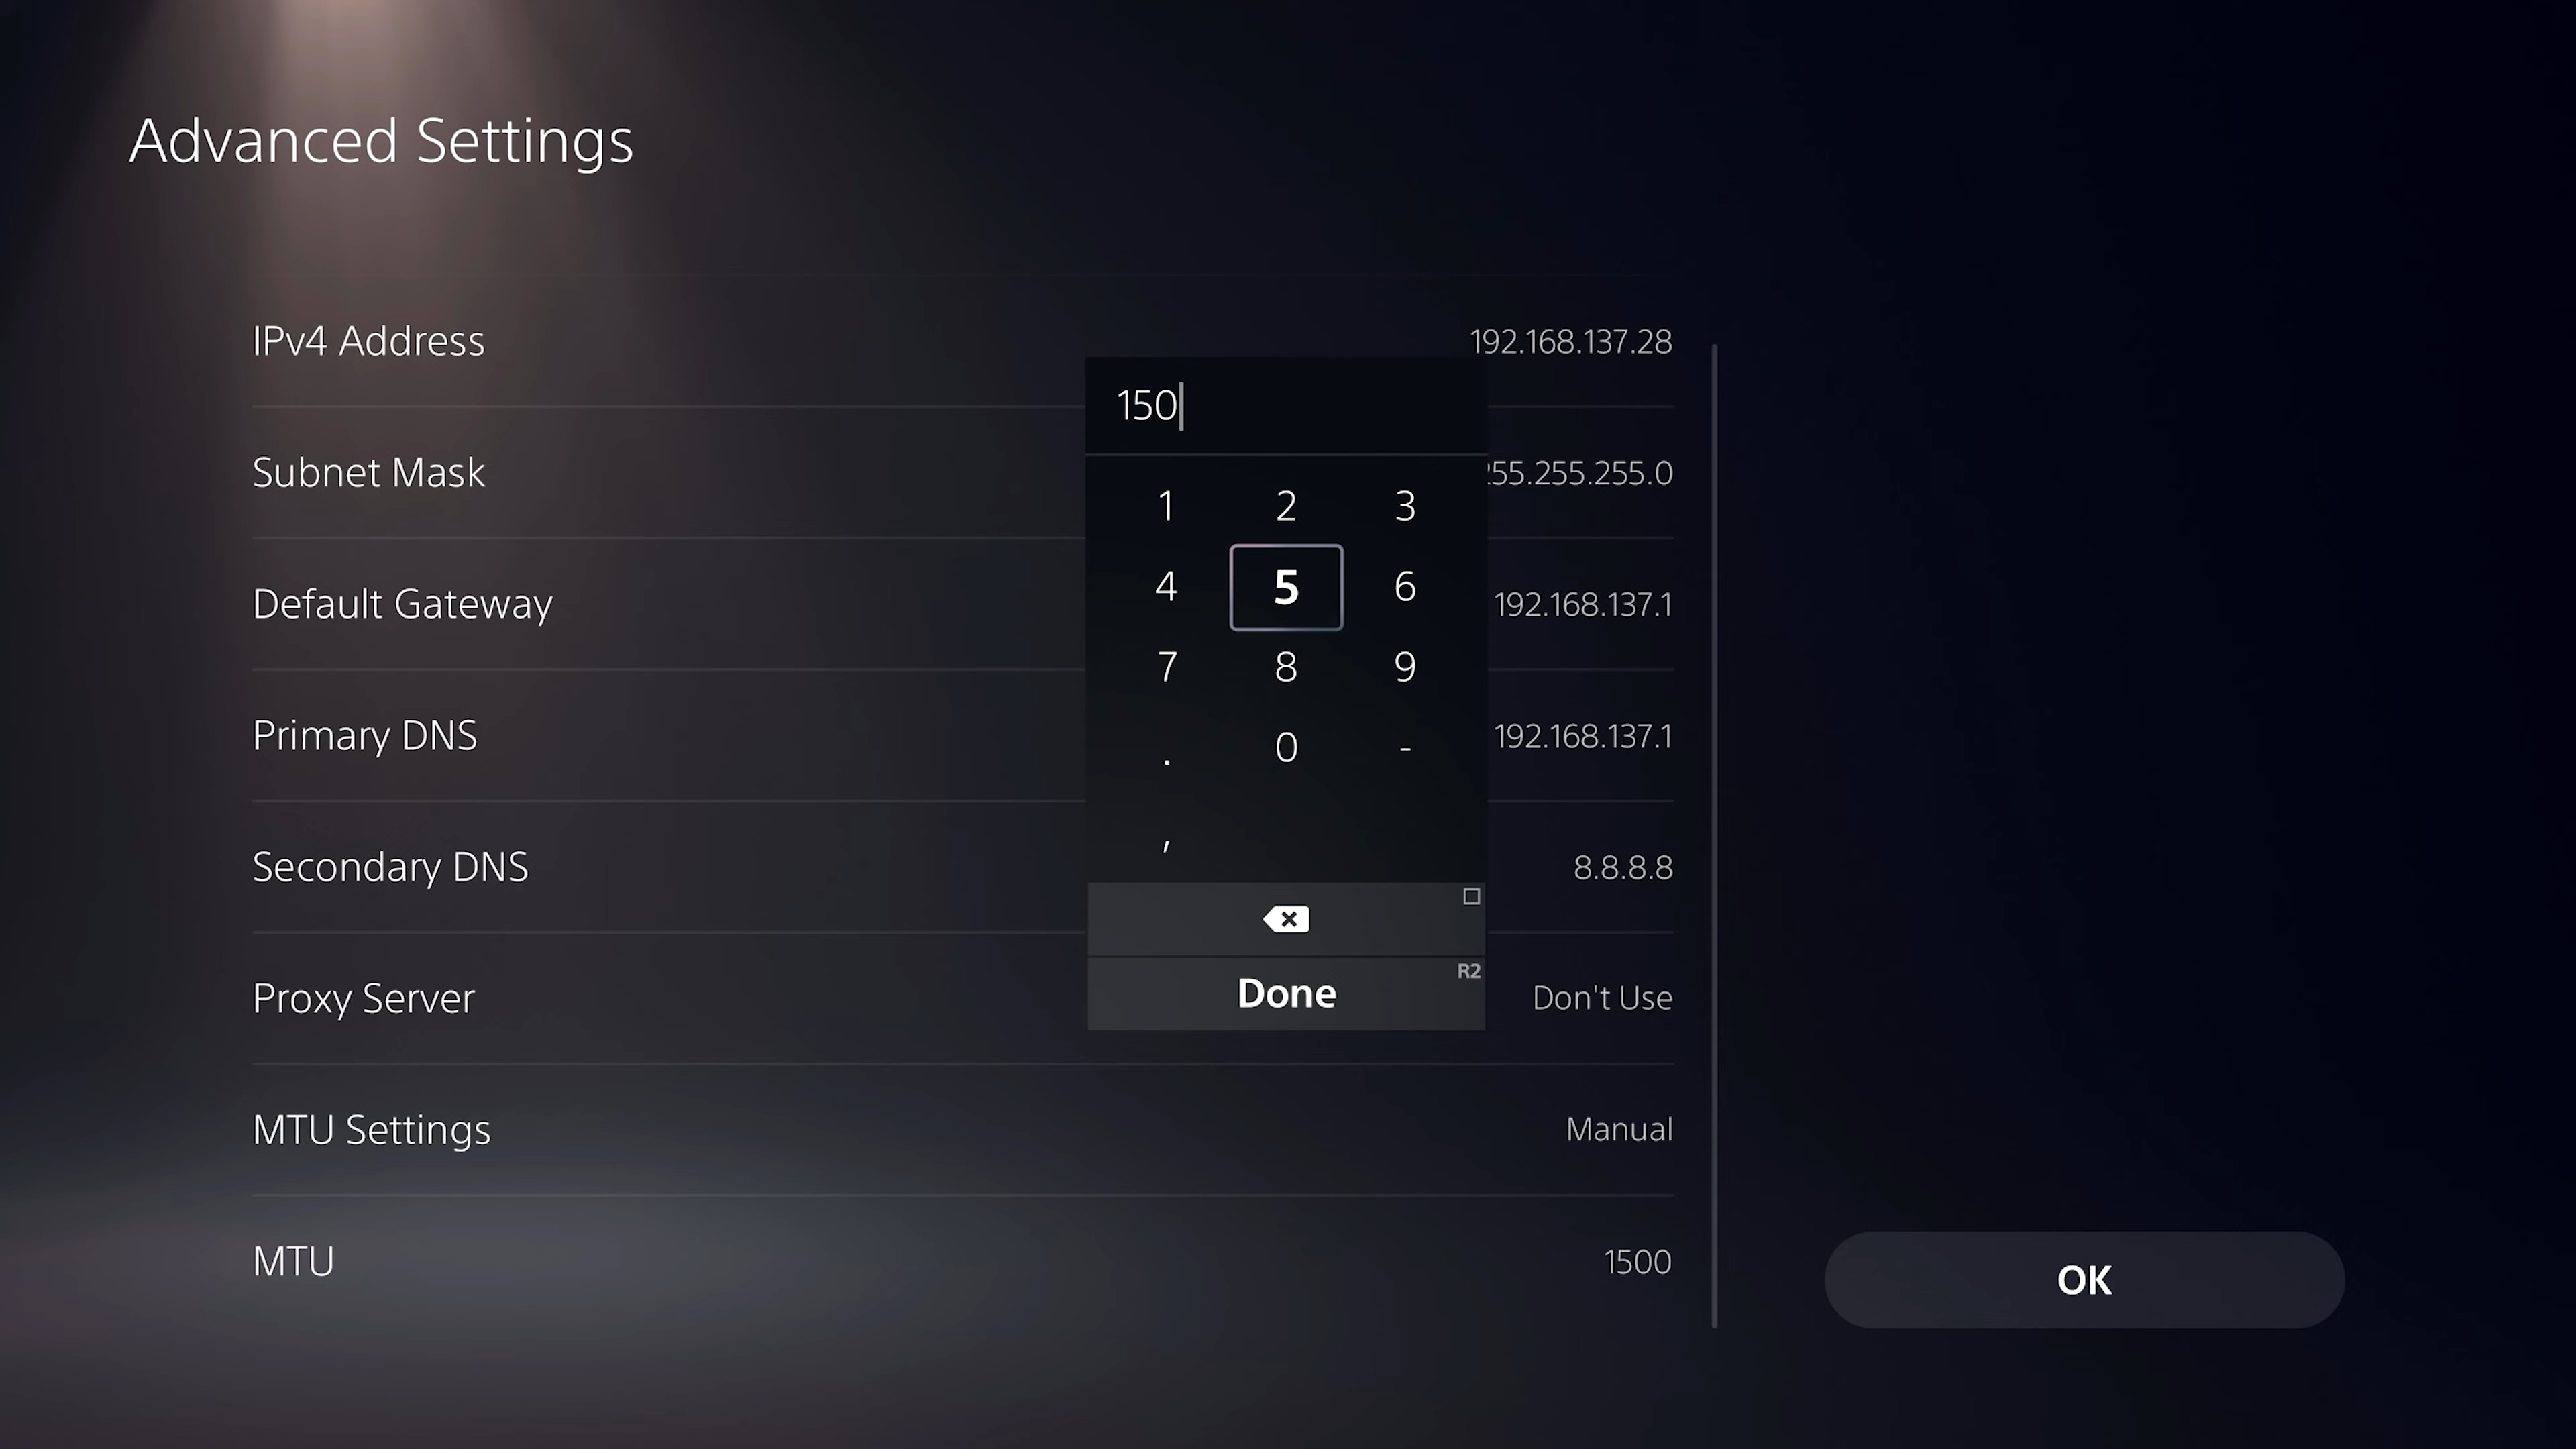 Advanced Settings
IPv4 Address 192.168.137.28
150
Subnet Mask 55.255.255.0
1 2 3
4 5 6
Default Gateway 192.168.137.1
7 8 9
Primary DNS 192.168.137.1
. 0 -
,
Secondary DNS 8.8.8.8
R2
Done
Proxy Server Don't Use
MTU Settings Manual
MTU 1500
OK